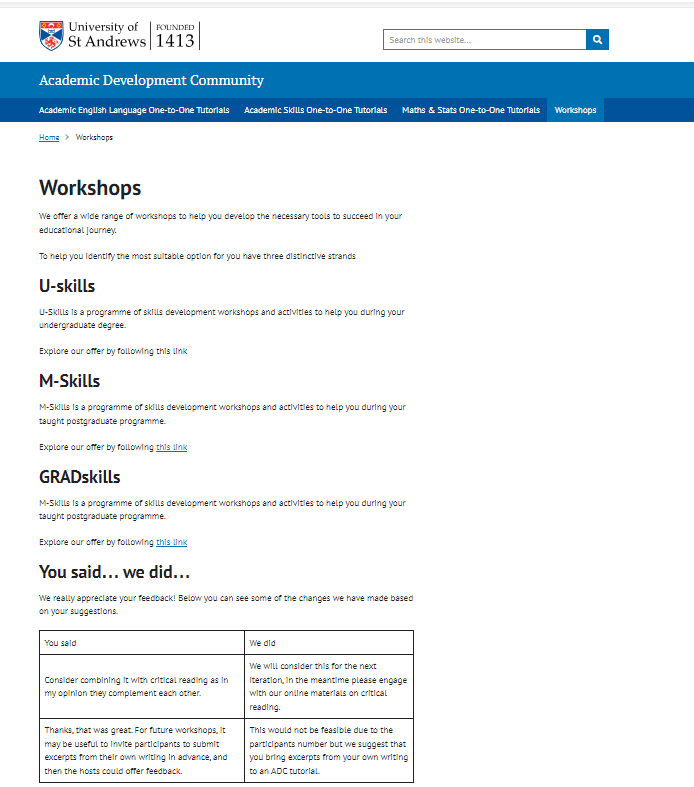 University of
St Andrews
FOUNDED
1413
Search this website...
Academic Development Community
Academic English Language One-to-One Tutorials Academic Skills One-to-One Tutorials Maths & Stats One-to-One Tutorials Workshops
Home > Workshops
Workshops
We offer a wide range of workshops to help you develop the necessary tools to succeed in your
educational journey.
To help you identify the most suitable option for you have three distinctive strands
U-skills
U-Skills is a programme of skills development workshops and activities to help you during your
undergraduate degree.
Explore our offer by following this link
M-Skills
M-Skills is a programme of skills development workshops and activities to help you during your
taught postgraduate programme.
Explore our offer by following this link
GRADskills
M-Skills is a programme of skills development workshops and activities to help you during your
taught postgraduate programme.
Explore our offer by following this link
You said… we did…
We really appreciate your feedback! Below you can see some of the changes we have made based
on your suggestions.
You said
We did
Consider combining it with critical reading as in
my opinion they complement each other.
We will consider this for the next
iteration, in the meantime please engage
with our online materials on critical
reading.
Thanks, that was great. For future workshops, it
may be useful to invite participants to submit
excerpts from their own writing in advance, and
then the hosts could offer feedback.
This would not be feasible due to the
participants number but we suggest that
you bring excerpts from your own writing
to an ADC tutorial.